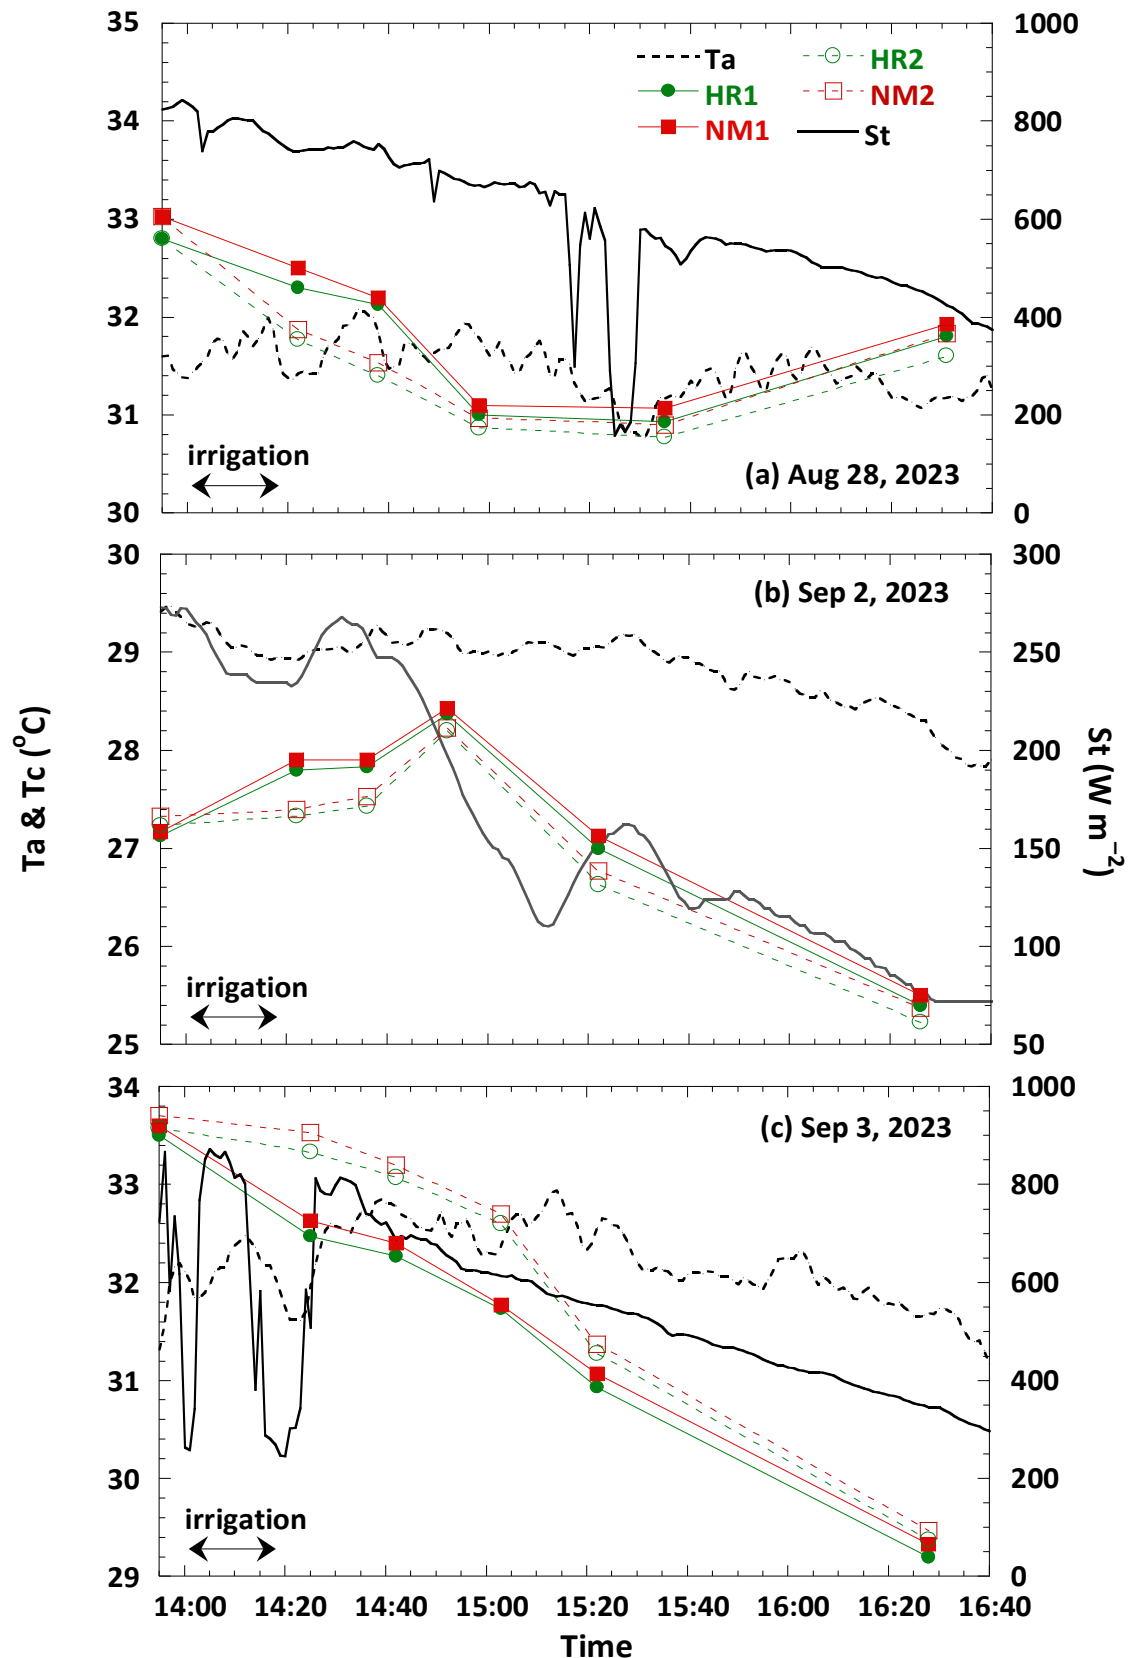 35
34
33
32
31
30
1000
800
600
400
200
0
Ta
HR1
NM1
HR2
NM2
St
irrigation
(a) Aug 28, 2023
30
29
28
27
26
25
300
250
200
150
100
50
(b) Sep 2, 2023
irrigation
Ta & Tc (°C)
St (W m⁻²)
34
33
32
31
30
29
1000
800
600
400
200
0
(c) Sep 3, 2023
irrigation
14:00 14:20 14:40 15:00 15:20 15:40 16:00 16:20 16:40
Time